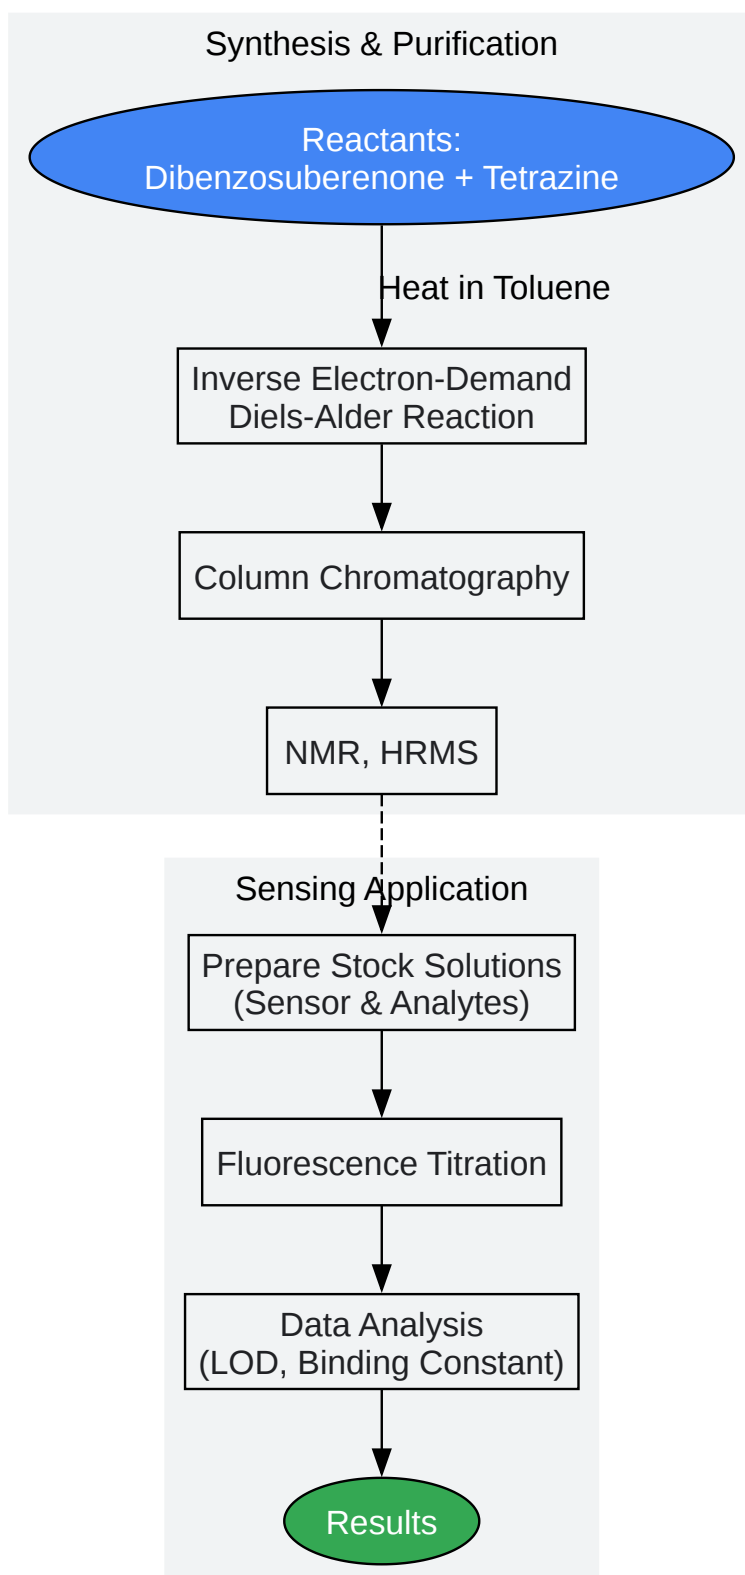 Synthesis & Purification
Reactants:
Dibenzosuberenone + Tetrazine
Heat in Toluene
Inverse Electron-Demand
Diels-Alder Reaction
Column Chromatography
NMR, HRMS
Sensing Application
Prepare Stock Solutions
(Sensor & Analytes)
Fluorescence Titration
Data Analysis
(LOD, Binding Constant)
Results